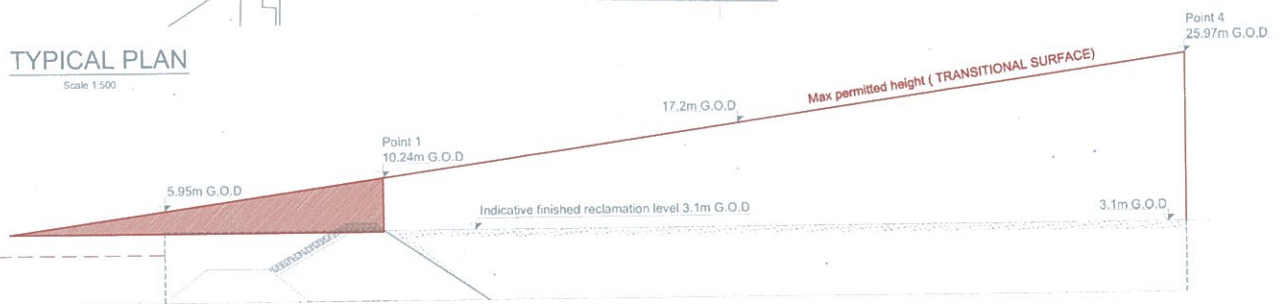 TYPICAL PLAN
Scale 1:500
Point 4
25.97m G.O.D
Max permitted height ( TRANSITIONAL SURFACE)
17.2m G.O.D
Point 1
10.24m G.O.D
5.95m G.O.D
Indicative finished reclamation level 3.1m G.O.D
3.1m G.O.D